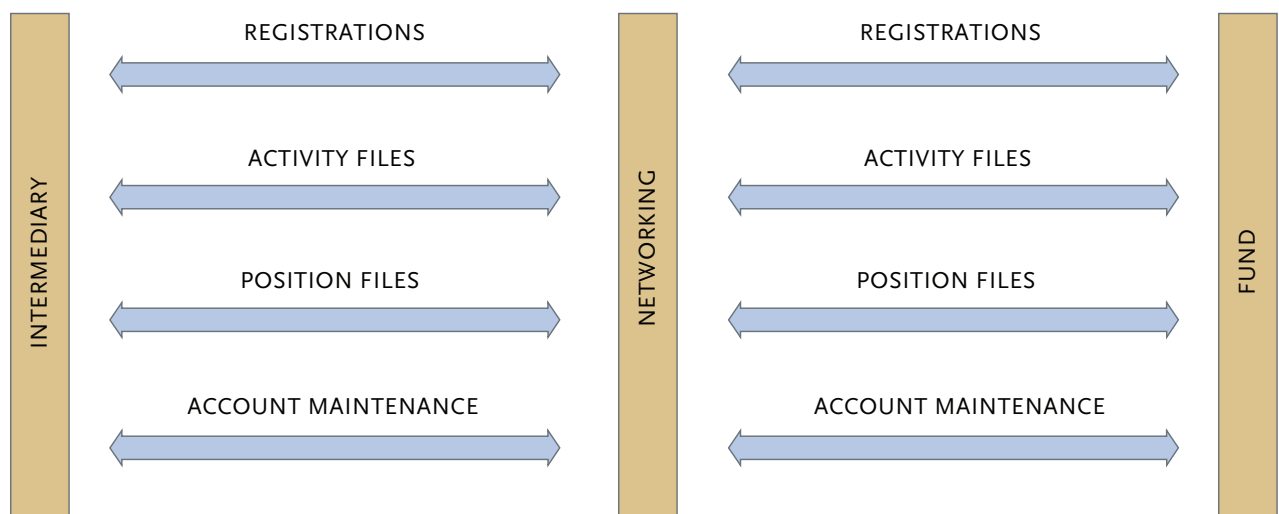 REGISTRATIONS
REGISTRATIONS
ACTIVITY FILES
ACTIVITY FILES
POSITION FILES
POSITION FILES
ACCOUNT MAINTENANCE
ACCOUNT MAINTENANCE
INTERMEDIARY
NETWORKING
FUND